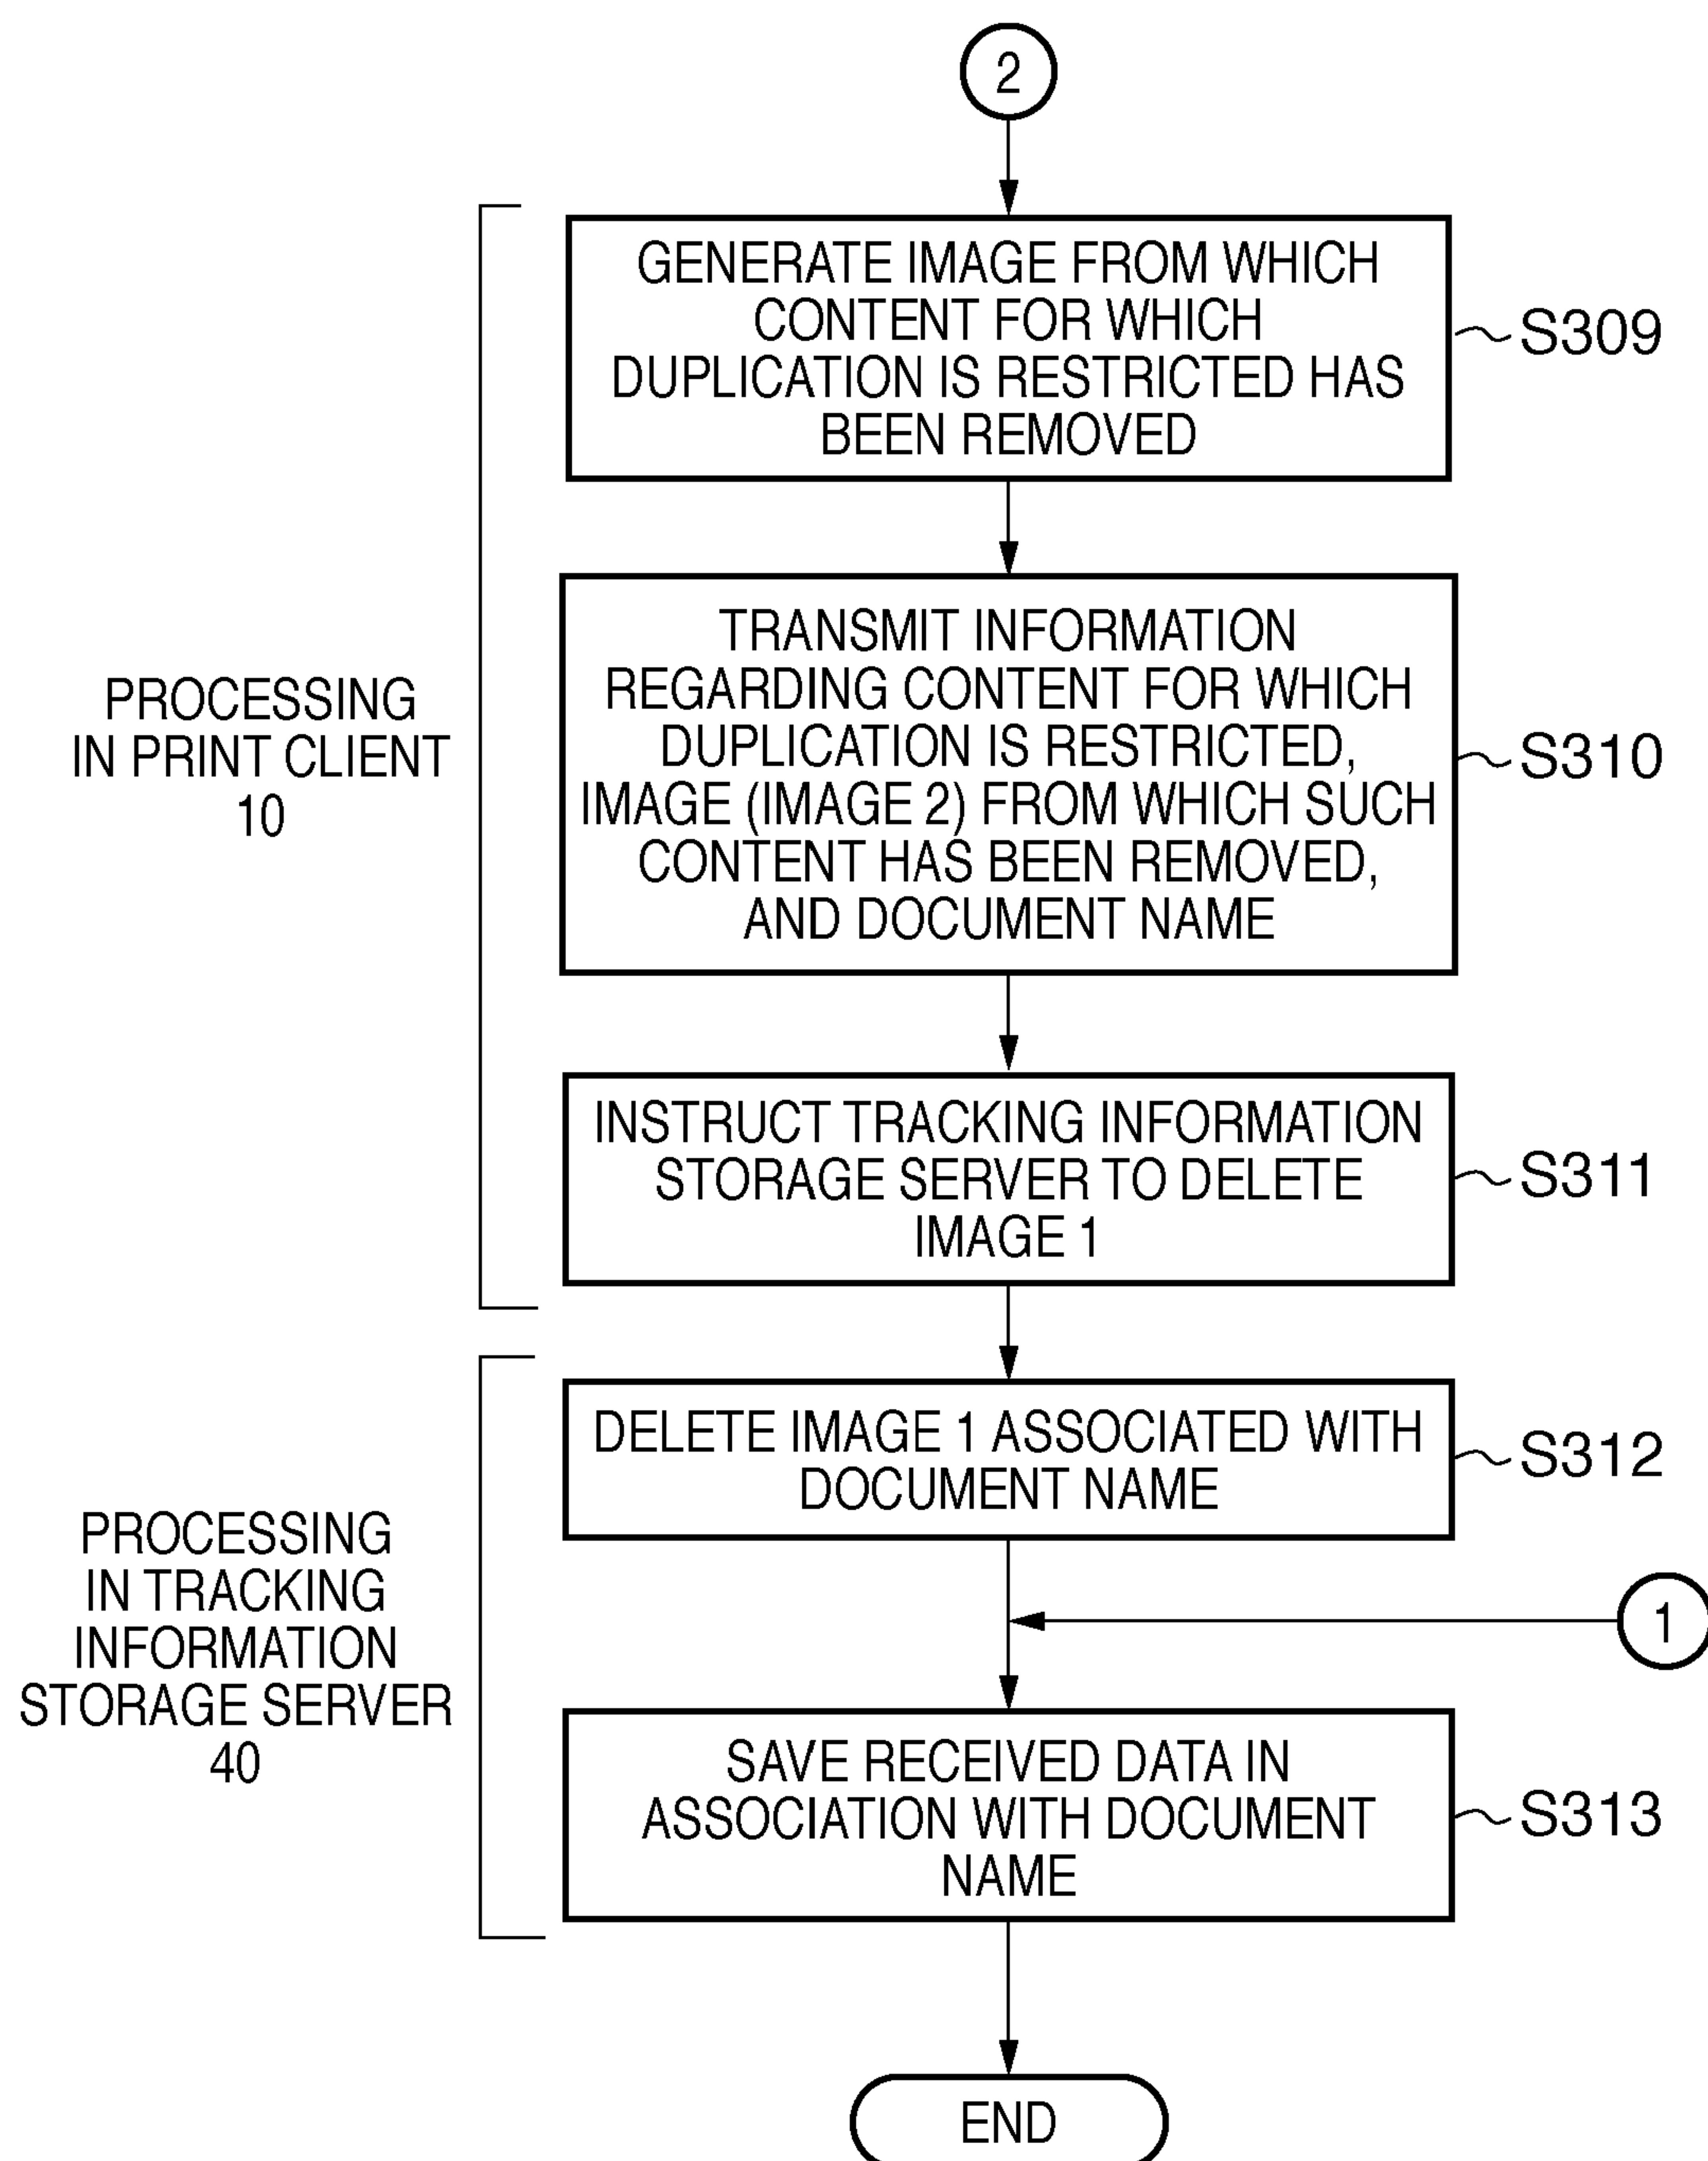 2
GENERATE IMAGE FROM WHICH
CONTENT FOR WHICH
DUPLICATION IS RESTRICTED HAS
BEEN REMOVED
S309
PROCESSING
IN PRINT CLIENT
10
TRANSMIT INFORMATION
REGARDING CONTENT FOR WHICH
DUPLICATION IS RESTRICTED,
IMAGE (IMAGE 2) FROM WHICH SUCH
CONTENT HAS BEEN REMOVED,
AND DOCUMENT NAME
S310
INSTRUCT TRACKING INFORMATION
STORAGE SERVER TO DELETE
IMAGE 1
S311
PROCESSING
IN TRACKING
INFORMATION
STORAGE SERVER
40
DELETE IMAGE 1 ASSOCIATED WITH
DOCUMENT NAME
S312
1
SAVE RECEIVED DATA IN
ASSOCIATION WITH DOCUMENT
NAME
S313
END